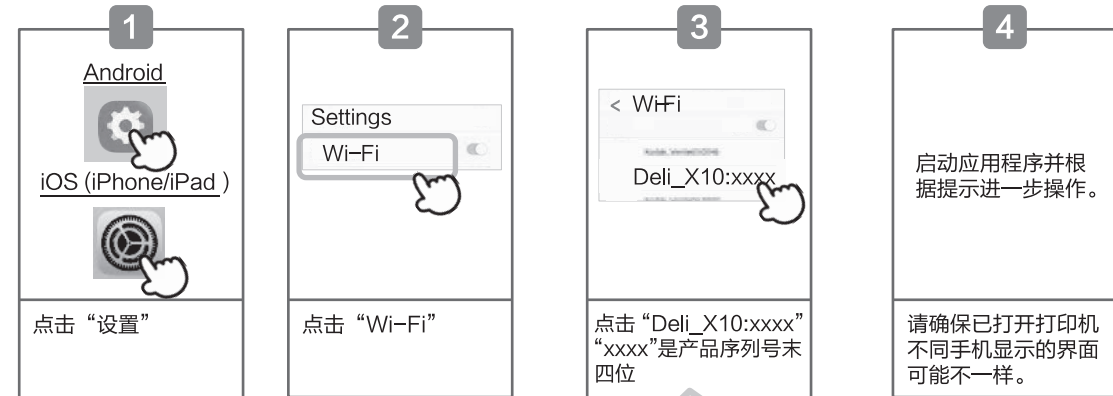 1
Android
iOS (iPhone/iPad )
点击“设置”
2
Settings
Wi-Fi
点击“Wi-Fi”
3
< Wi-Fi
Deli_X10:xxxx
点击“Deli_X10:xxxx”
“xxxx”是产品序列号末
四位
4
启动应用程序并根
据提示进一步操作。
请确保已打开打印机
不同手机显示的界面
可能不一样。